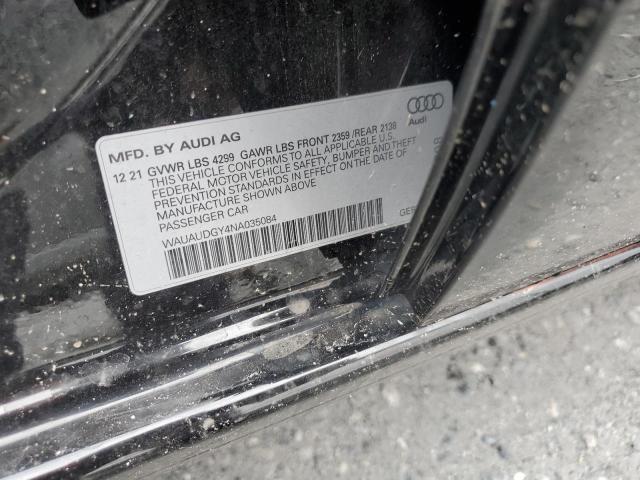 MFD. BY AUDI AG
Audi
12 21 GVWR LBS 4299 GAWR LBS FRONT 2359 /REAR 2138
THIS VEHICLE CONFORMS TO ALL APPLICABLE U.S.
FEDERAL MOTOR VEHICLE SAFETY, BUMPER AND THEFT
PREVENTION STANDARDS IN EFFECT ON THE DATE OF
MANUFACTURE SHOWN ABOVE
PASSENGER CAR
WAUAUDGY4NA035084
GER